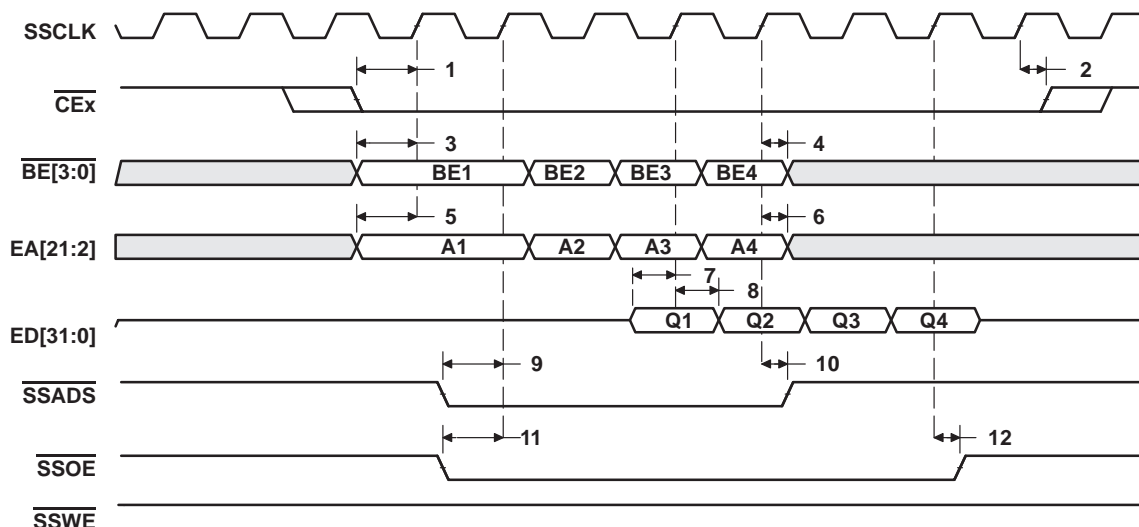 SSCLK
1
2
CEx
3
4
BE[3:0]
BE1
BE2
BE3
BE4
5
6
EA[21:2]
A1
A2
A3
A4
7
8
ED[31:0]
Q1
Q2
Q3
Q4
9
10
SSADS
11
12
SSOE
SSWE